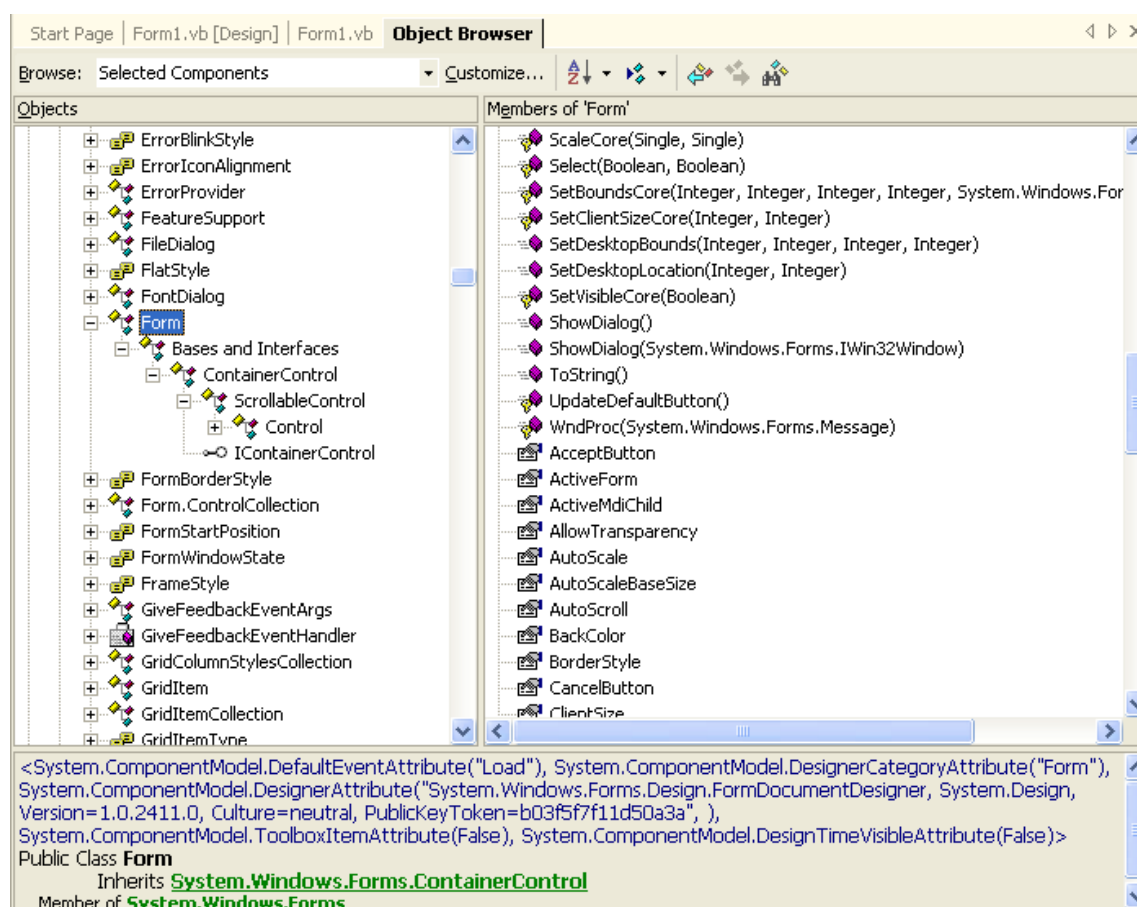 Start Page | Form1.vb [Design] | Form1.vb Object Browser
Browse: Selected Components Customize...
Objects
ErrorBlinkStyle
ErrorIconAlignment
ErrorProvider
FeatureSupport
FileDialog
FlatStyle
FontDialog
Form
Bases and Interfaces
ContainerControl
ScrollableControl
Control
IContainerControl
FormBorderStyle
Form.ControlCollection
FormStartPosition
FormWindowState
FrameStyle
GiveFeedbackEventArgs
GiveFeedbackEventHandler
GridColumnStylesCollection
GridItem
GridItemCollection
GridItemType
Members of 'Form'
ScaleCore(Single, Single)
Select(Boolean, Boolean)
SetBoundsCore(Integer, Integer, Integer, Integer, System.Windows.For
SetClientSizeCore(Integer, Integer)
SetDesktopBounds(Integer, Integer, Integer, Integer)
SetDesktopLocation(Integer, Integer)
SetVisibleCore(Boolean)
ShowDialog()
ShowDialog(System.Windows.Forms.IWin32Window)
ToString()
UpdateDefaultButton()
WndProc(System.Windows.Forms.Message)
AcceptButton
ActiveForm
ActiveMdiChild
AllowTransparency
AutoScale
AutoScaleBaseSize
AutoScroll
BackColor
BorderStyle
CancelButton
ClientSize
<System.ComponentModel.DefaultEventAttribute("Load"), System.ComponentModel.DesignerCategoryAttribute("Form"),
System.ComponentModel.DesignerAttribute("System.Windows.Forms.Design.FormDocumentDesigner, System.Design,
Version=1.0.2411.0, Culture=neutral, PublicKeyToken=b03f5f7f11d50a3a", ),
System.ComponentModel.ToolboxItemAttribute(False), System.ComponentModel.DesignTimeVisibleAttribute(False)>
Public Class Form
Inherits System.Windows.Forms.ContainerControl
Member of System.Windows.Forms